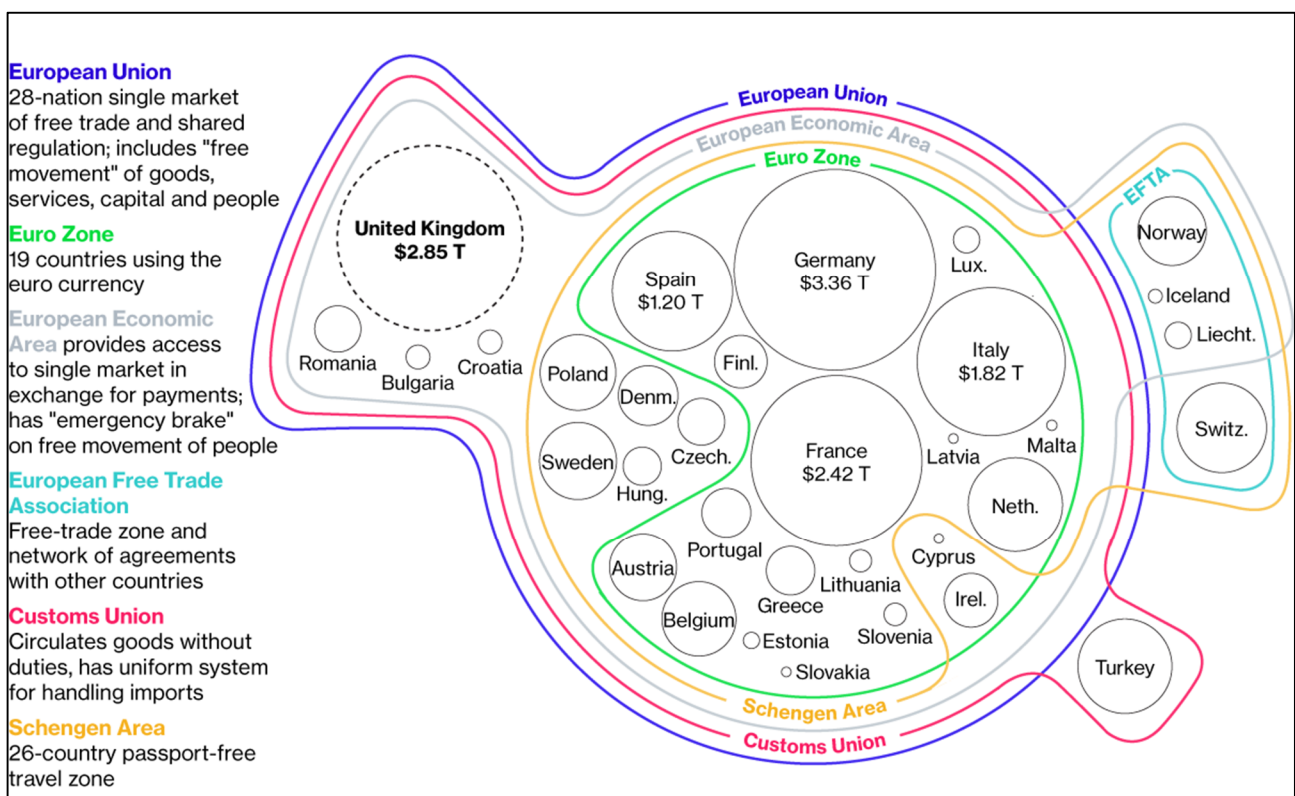 European Union
28-nation single market
of free trade and shared
regulation; includes "free
movement" of goods,
services, capital and people
Euro Zone
19 countries using the
euro currency
European Economic
Area provides access
to single market in
exchange for payments;
has "emergency brake"
on free movement of people
European Free Trade
Association
Free-trade zone and
network of agreements
with other countries
Customs Union
Circulates goods without
duties, has uniform system
for handling imports
Schengen Area
26-country passport-free
travel zone
European Union
European Economic Area
Euro Zone
EFTA
United Kingdom
$2.85 T
Romania
Bulgaria
Croatia
Spain
$1.20 T
Germany
$3.36 T
Lux.
Norway
Iceland
Liecht.
Switz.
Poland
Denm.
Finl.
Italy
$1.82 T
Sweden
Hung.
Czech.
France
$2.42 T
Latvia
Malta
Neth.
Portugal
Austria
Belgium
Greece
Lithuania
Cyprus
Irel.
Estonia
Slovenia
Slovakia
Turkey
Schengen Area
Customs Union